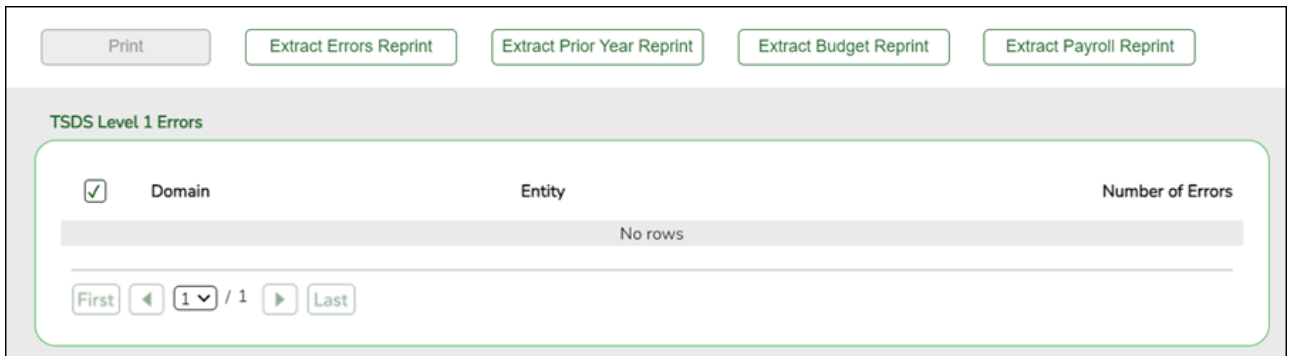 Print Extract Errors Reprint Extract Prior Year Reprint Extract Budget Reprint Extract Payroll Reprint
TSDS Level 1 Errors
Domain Entity Number of Errors
No rows
First 1 / 1 Last